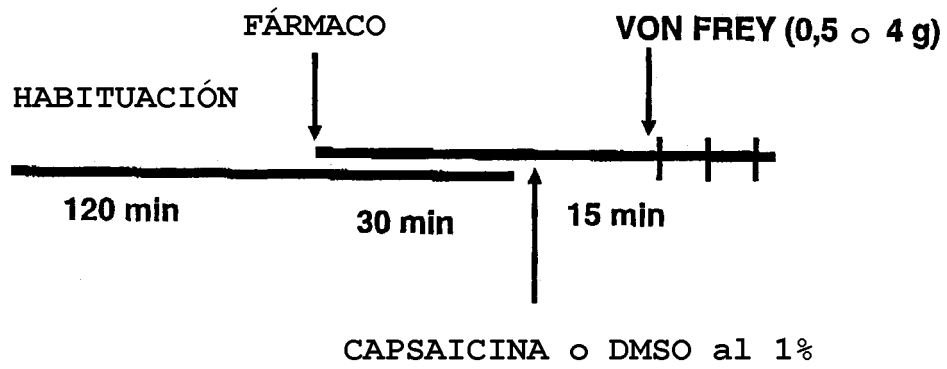 FÁRMACO
VON FREY (0,5 o 4 g)
HABITUACIÓN
120 min
30 min
15 min
CAPSAICINA o DMSO al 1%